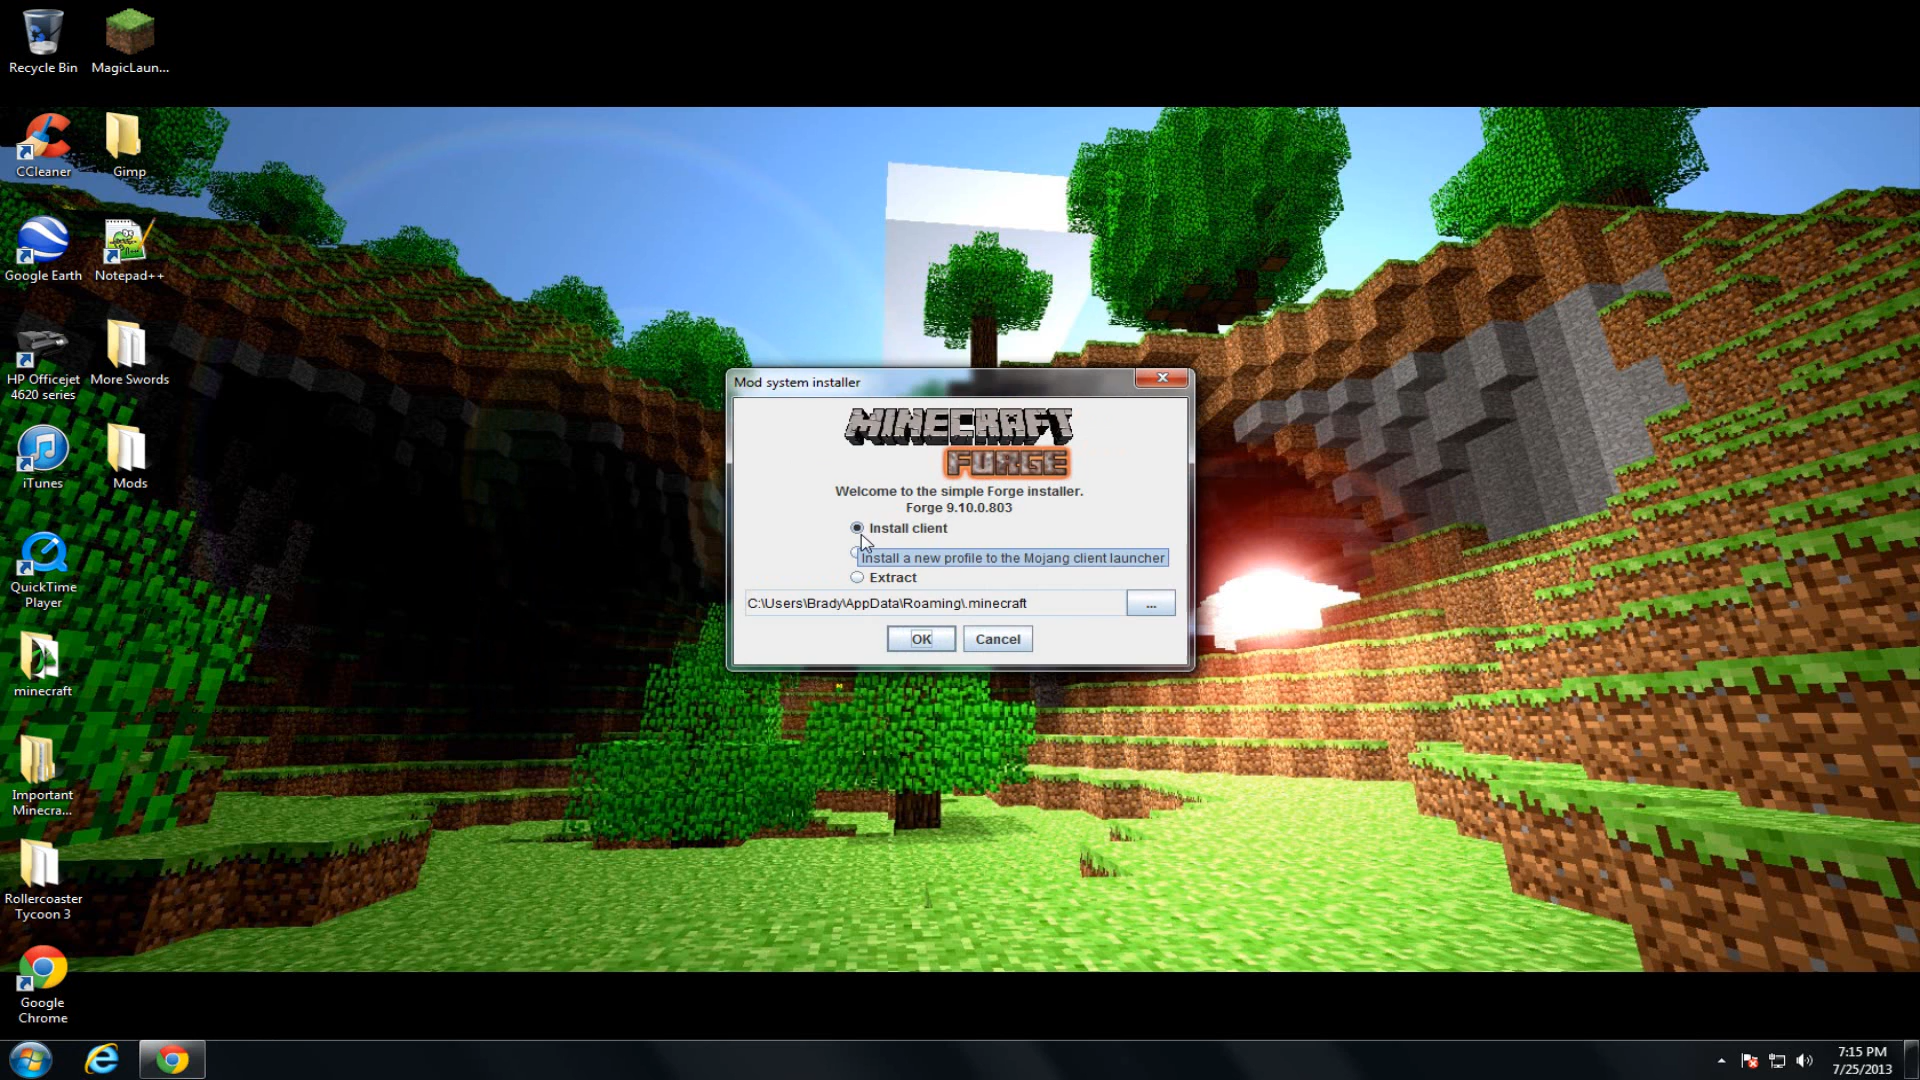 Recycle Bin
MagicLaun...
CCleaner
Gimp
Google Earth
Notepad++
HP Officejet
4620 series
More Swords
iTunes
Mods
QuickTime
Player
minecraft
Important
Minecra...
Rollercoaster
Tycoon 3
Google
Chrome
Mod system installer
MINECRAFT
FORGE
Welcome to the simple Forge installer.
Forge 9.10.0.803
Install client
Install a new profile to the Mojang client launcher
Extract
C:\Users\Brady\AppData\Roaming\.minecraft
...
OK
Cancel
7:15 PM
7/25/2013